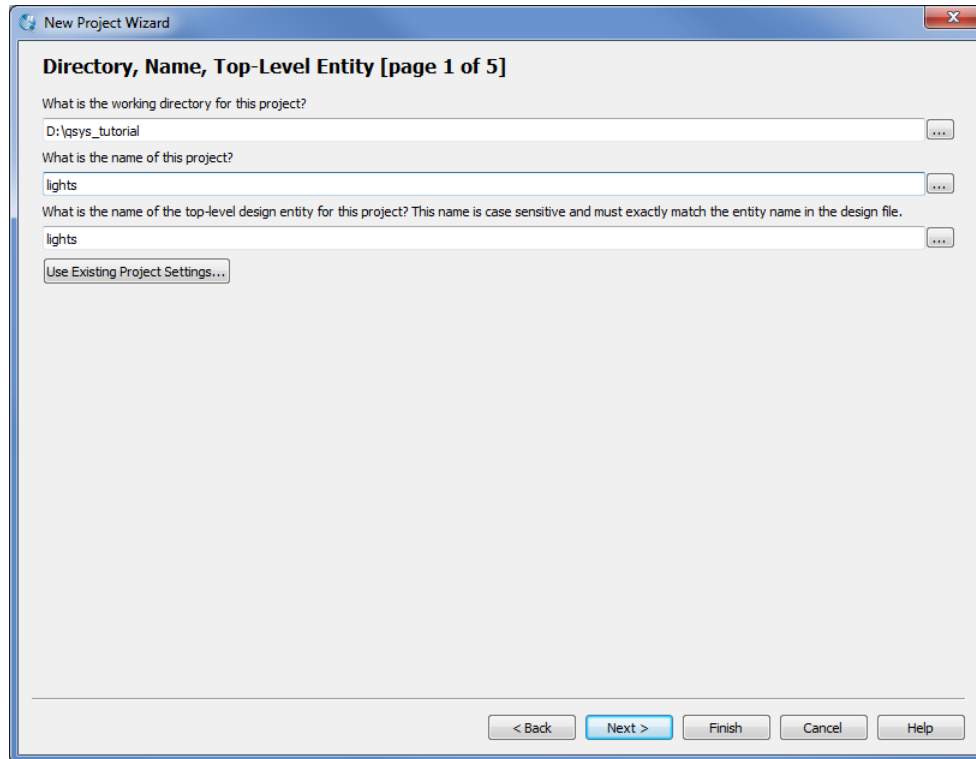 New Project Wizard
Directory, Name, Top-Level Entity [page 1 of 5]
What is the working directory for this project?
D:\qsys_tutorial
...
What is the name of this project?
lights
...
What is the name of the top-level design entity for this project? This name is case sensitive and must exactly match the entity name in the design file.
lights
...
Use Existing Project Settings...
< Back Next > Finish Cancel Help